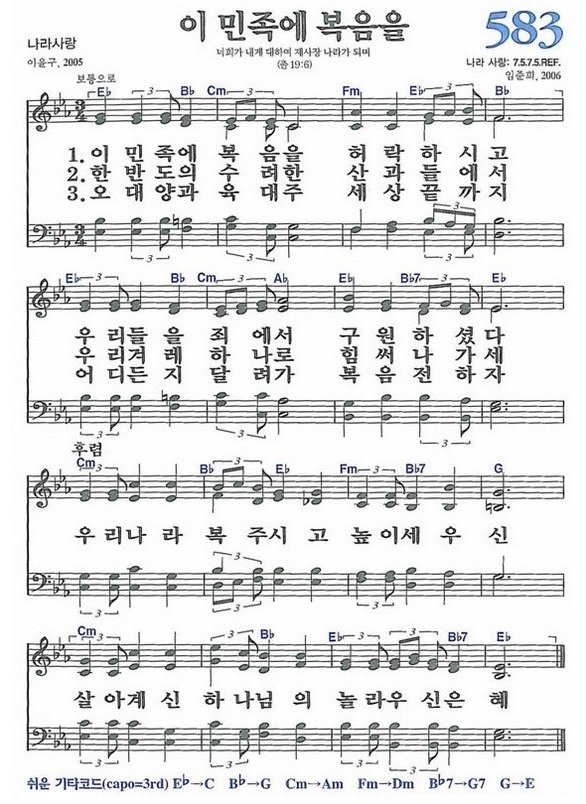 이 민족에 복음을
583
너희가 내게 대하여 제사장 나라가 되며
(출 19:6)
나라사랑
이윤구, 2005
나라 사랑: 7.5.7.5.REF.
임준희, 2006
보통으로
E♭ B♭ Cm Fm E♭ B♭
1.이 민족에 복 음을 허 락하 시고
2.한 반도의 수 려한 산 과들 에서
3.오 대양과 육 대주 세 상끝 까지
E♭ B♭ Cm A♭ E♭ B♭7 E♭
우 리들 을 죄 에서 구 원하 셨다
우 리겨 레 하 나로 힘 써나 가세
어 디든 지 달 려가 복 음전 하자
후렴
Cm B♭ E♭ Fm B♭7 G
우 리나 라 복 주시 고 높이세 우 신
Cm B♭ E♭ B♭7 E♭
살 아계 신 하나님 의 놀 라우 신은 혜
쉬운 기타코드(capo=3rd) E♭→C B♭→G Cm→Am Fm→Dm B♭7→G7 G→E